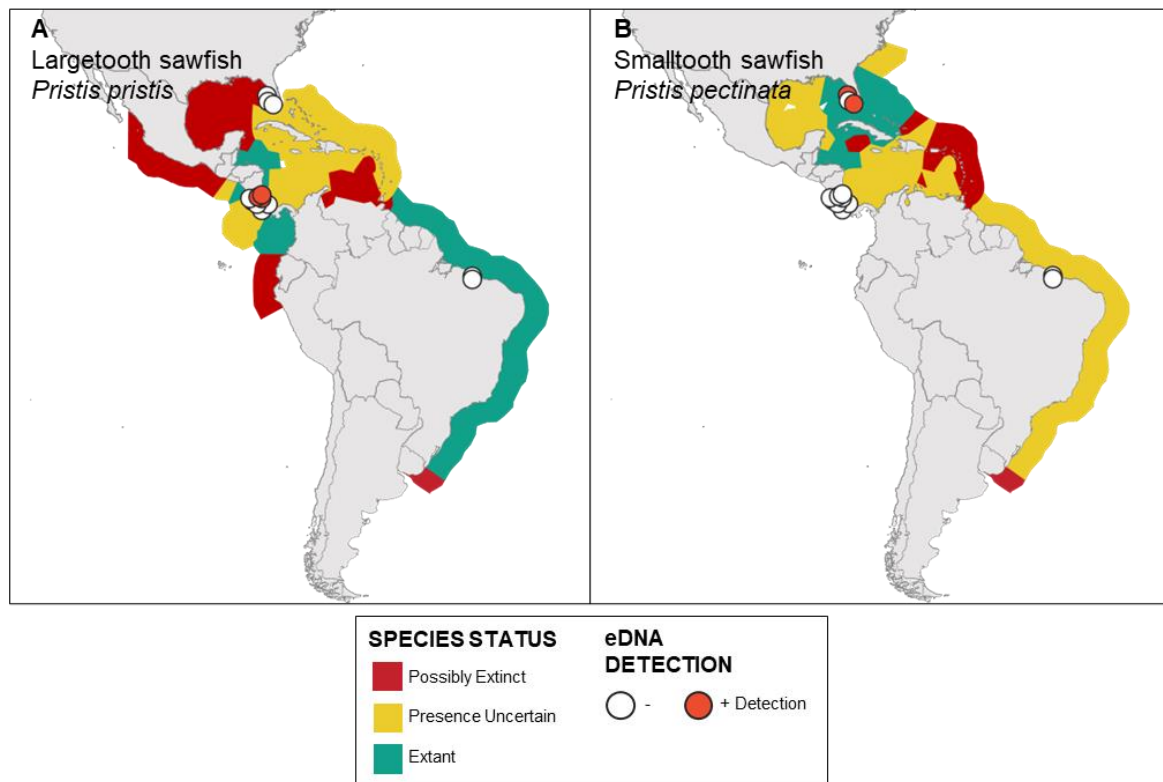 A
Largetooth sawfish
Pristis pristis
B
Smalltooth sawfish
Pristis pectinata
SPECIES STATUS
Possibly Extinct
Presence Uncertain
Extant
eDNA
DETECTION
-
+ Detection